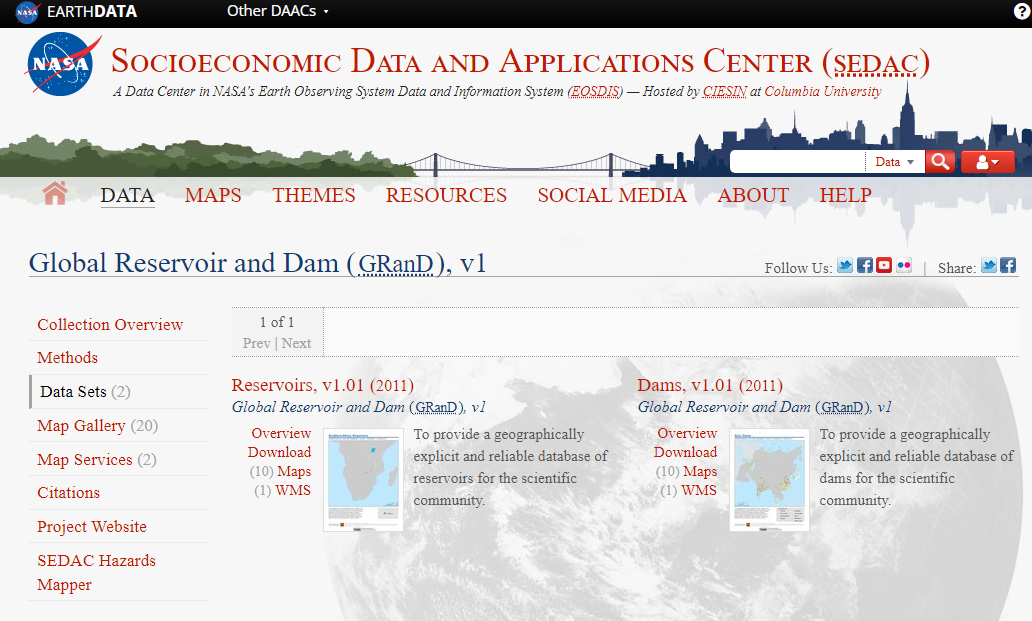 NASA EARTHDATA Other DAACs ?
NASA SOCIOECONOMIC DATA AND APPLICATIONS CENTER (SEDAC)
A Data Center in NASA's Earth Observing System Data and Information System (EOSDIS) — Hosted by CIESIN at Columbia University
Data
DATA MAPS THEMES RESOURCES SOCIAL MEDIA ABOUT HELP
Global Reservoir and Dam (GRanD), v1
Follow Us: | Share:
Collection Overview
Methods
Data Sets (2)
Map Gallery (20)
Map Services (2)
Citations
Project Website
SEDAC Hazards
Mapper
1 of 1
Prev | Next
Reservoirs, v1.01 (2011)
Global Reservoir and Dam (GRanD), v1
Overview
Download
(10) Maps
(1) WMS
To provide a geographically
explicit and reliable database of
reservoirs for the scientific
community.
Dams, v1.01 (2011)
Global Reservoir and Dam (GRanD), v1
Overview
Download
(10) Maps
(1) WMS
To provide a geographically
explicit and reliable database of
dams for the scientific
community.